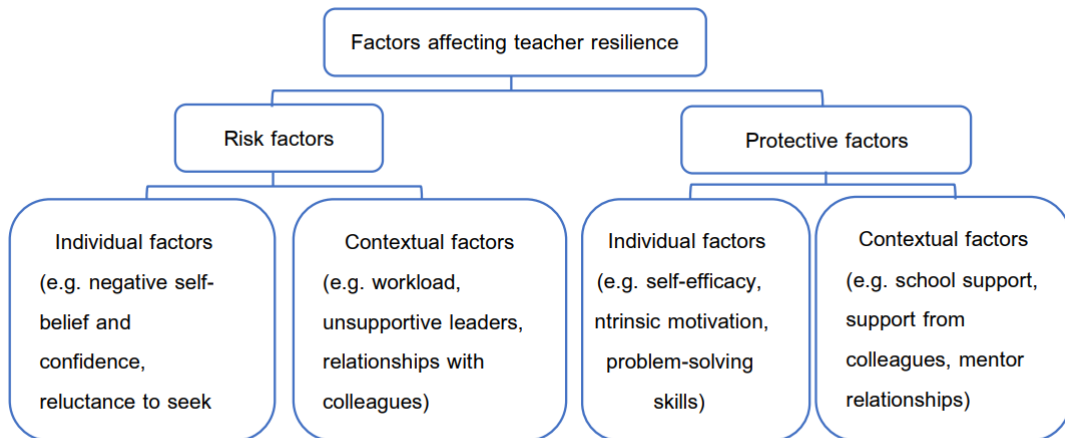 Factors affecting teacher resilience
Risk factors
Protective factors
Individual factors
(e.g. negative self-
belief and
confidence,
reluctance to seek
Contextual factors
(e.g. workload,
unsupportive leaders,
relationships with
colleagues)
Individual factors
(e.g. self-efficacy,
ntrinsic motivation,
problem-solving
skills)
Contextual factors
(e.g. school support,
support from
colleagues, mentor
relationships)